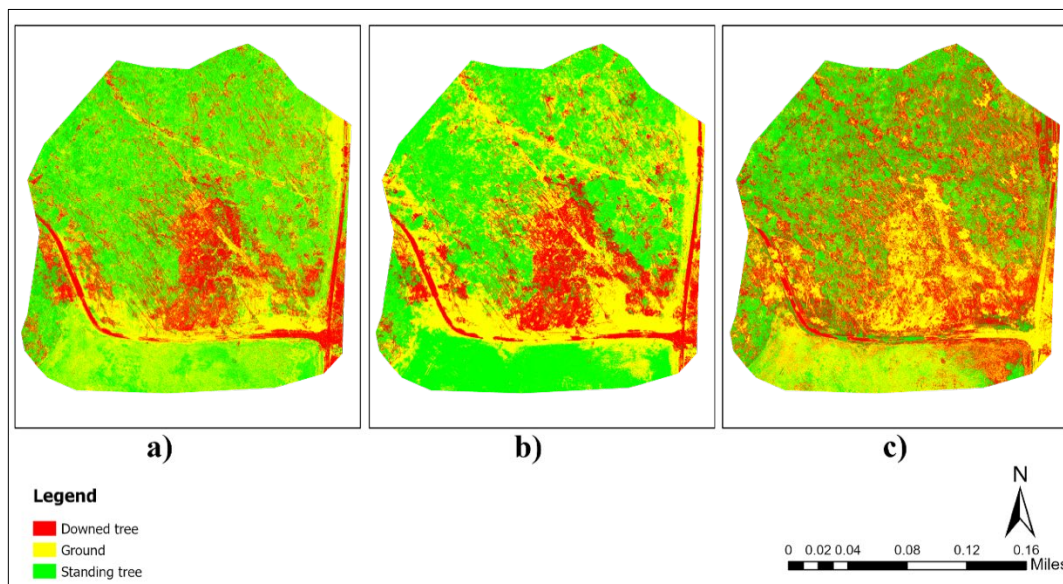 a)
b)
c)
Legend
Downed tree
Ground
Standing tree
N
0 0.02 0.04 0.08 0.12 0.16
Miles